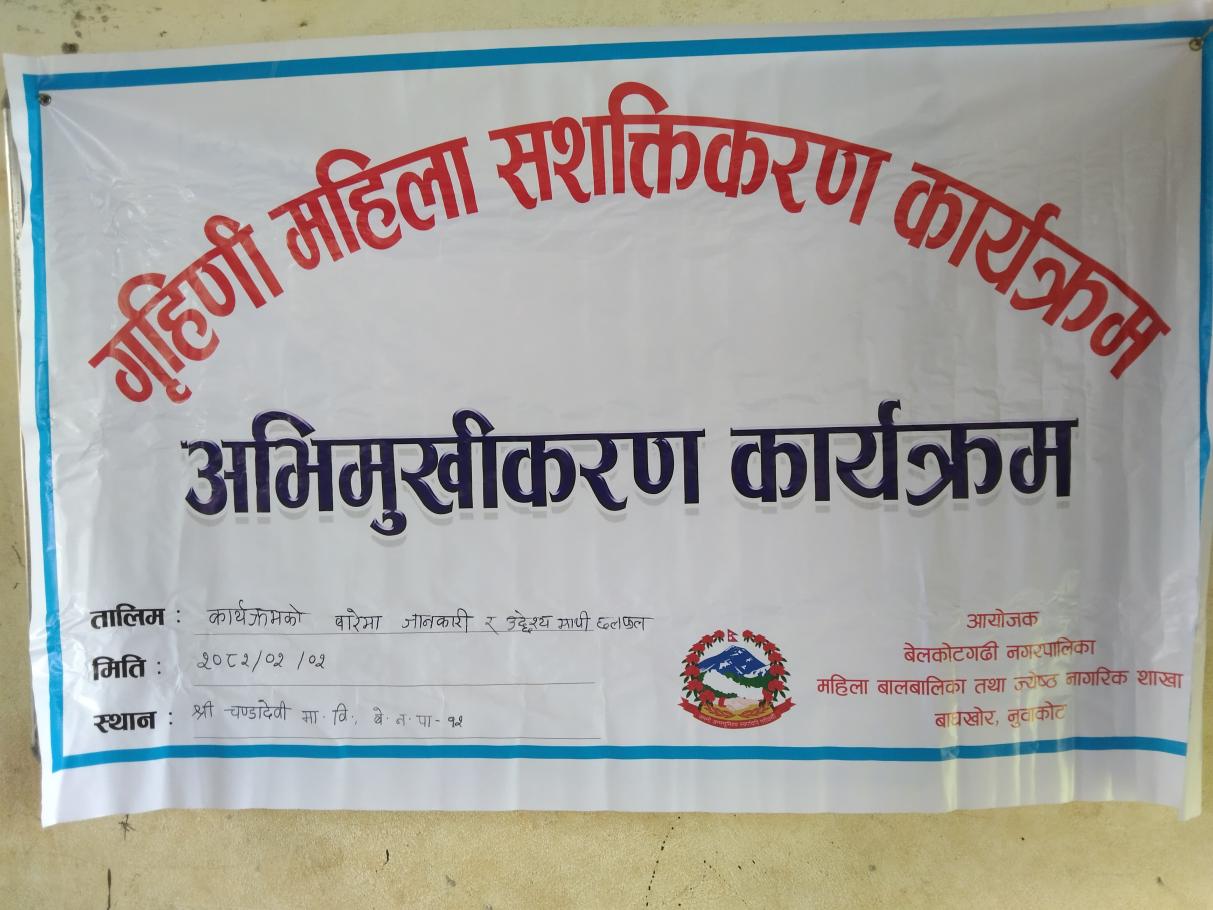 गृहिणी महिला सशक्तिकरण कार्यक्रम
अभिमुखीकरण कार्यक्रम
तालिम : कार्यक्रमको बारेमा जानकारी र उद्देश्य माथी छलफल
मिति : २०८२/०२/०२
स्थान : श्री चण्डादेवी मा. वि., बे. न. पा - १२
आयोजक
बेलकोटगढी नगरपालिका
महिला बालबालिका तथा ज्येष्ठ नागरिक शाखा
बाघखोर, नुवाकोट